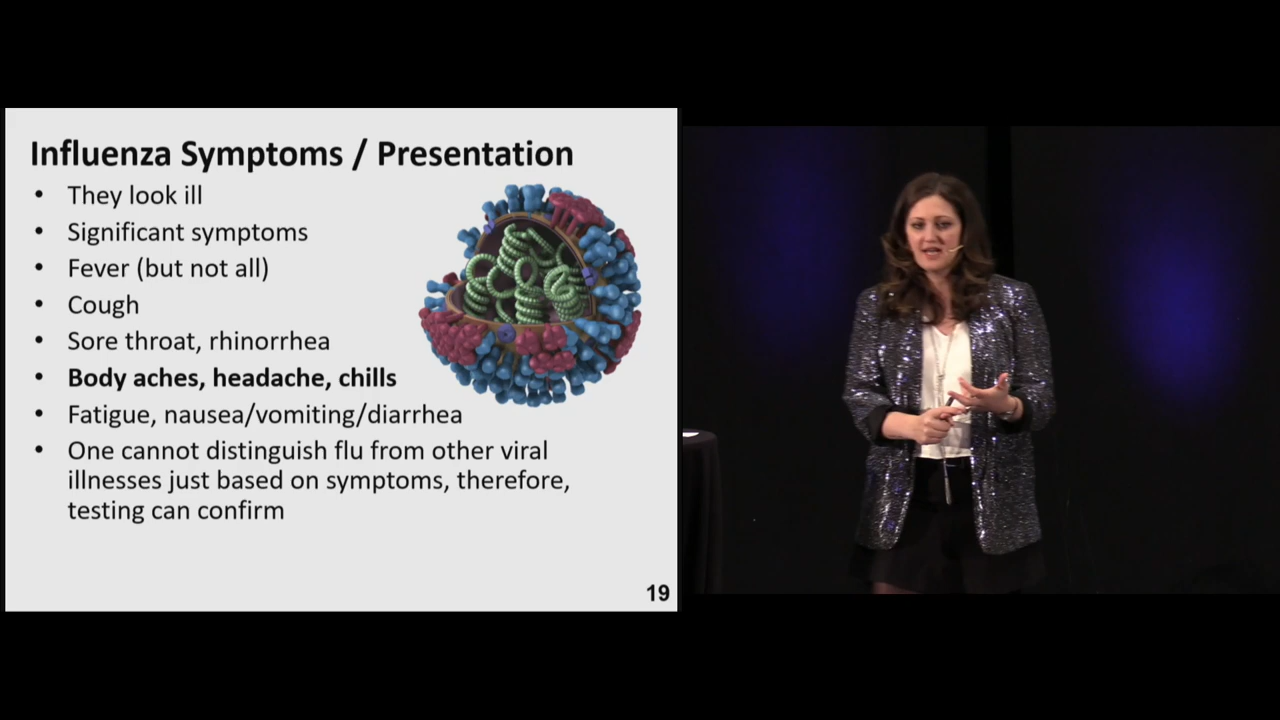 Influenza Symptoms / Presentation
• They look ill
• Significant symptoms
• Fever (but not all)
• Cough
• Sore throat, rhinorrhea
• Body aches, headache, chills
• Fatigue, nausea/vomiting/diarrhea
• One cannot distinguish flu from other viral
illnesses just based on symptoms, therefore,
testing can confirm
19